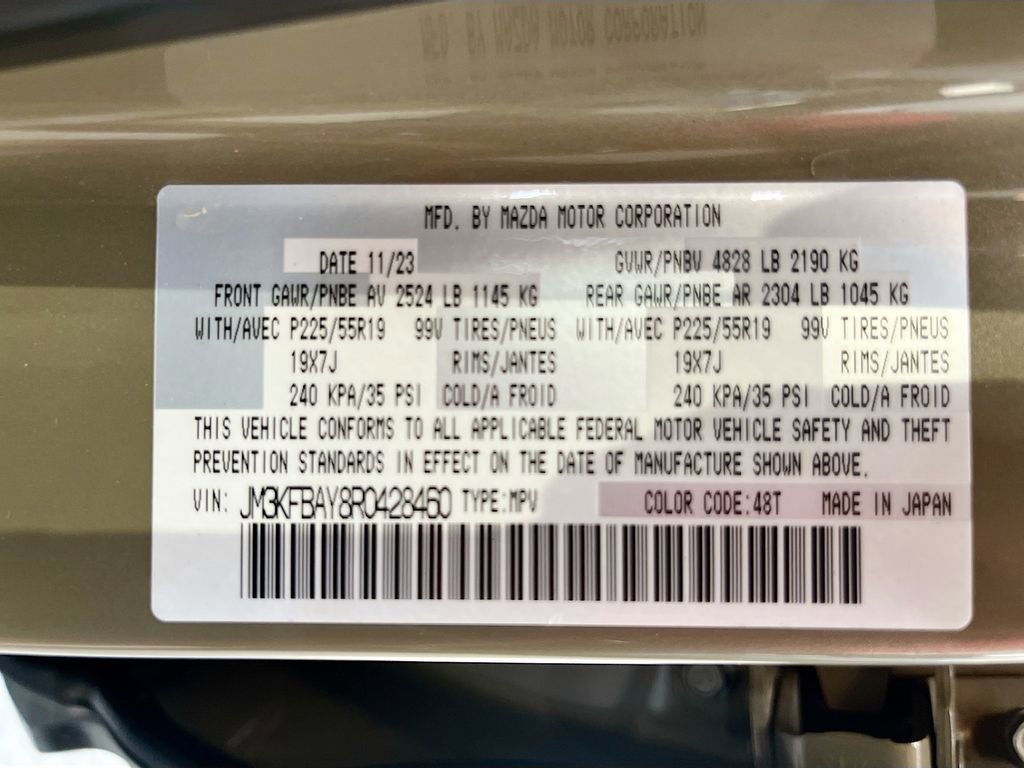 MFD. BY MAZDA MOTOR CORPORATION
DATE 11/23 GVWR/PNBV 4828 LB 2190 KG
FRONT GAWR/PNBE AV 2524 LB 1145 KG REAR GAWR/PNBE AR 2304 LB 1045 KG
WITH/AVEC P225/55R19 99V TIRES/PNEUS WITH/AVEC P225/55R19 99V TIRES/PNEUS
19X7J RIMS/JANTES 19X7J RIMS/JANTES
240 KPA/35 PSI COLD/A FROID 240 KPA/35 PSI COLD/A FROID
THIS VEHICLE CONFORMS TO ALL APPLICABLE FEDERAL MOTOR VEHICLE SAFETY AND THEFT
PREVENTION STANDARDS IN EFFECT ON THE DATE OF MANUFACTURE SHOWN ABOVE.
VIN: JM3KFBAY8R0428460 TYPE:MPV COLOR CODE:48T MADE IN JAPAN